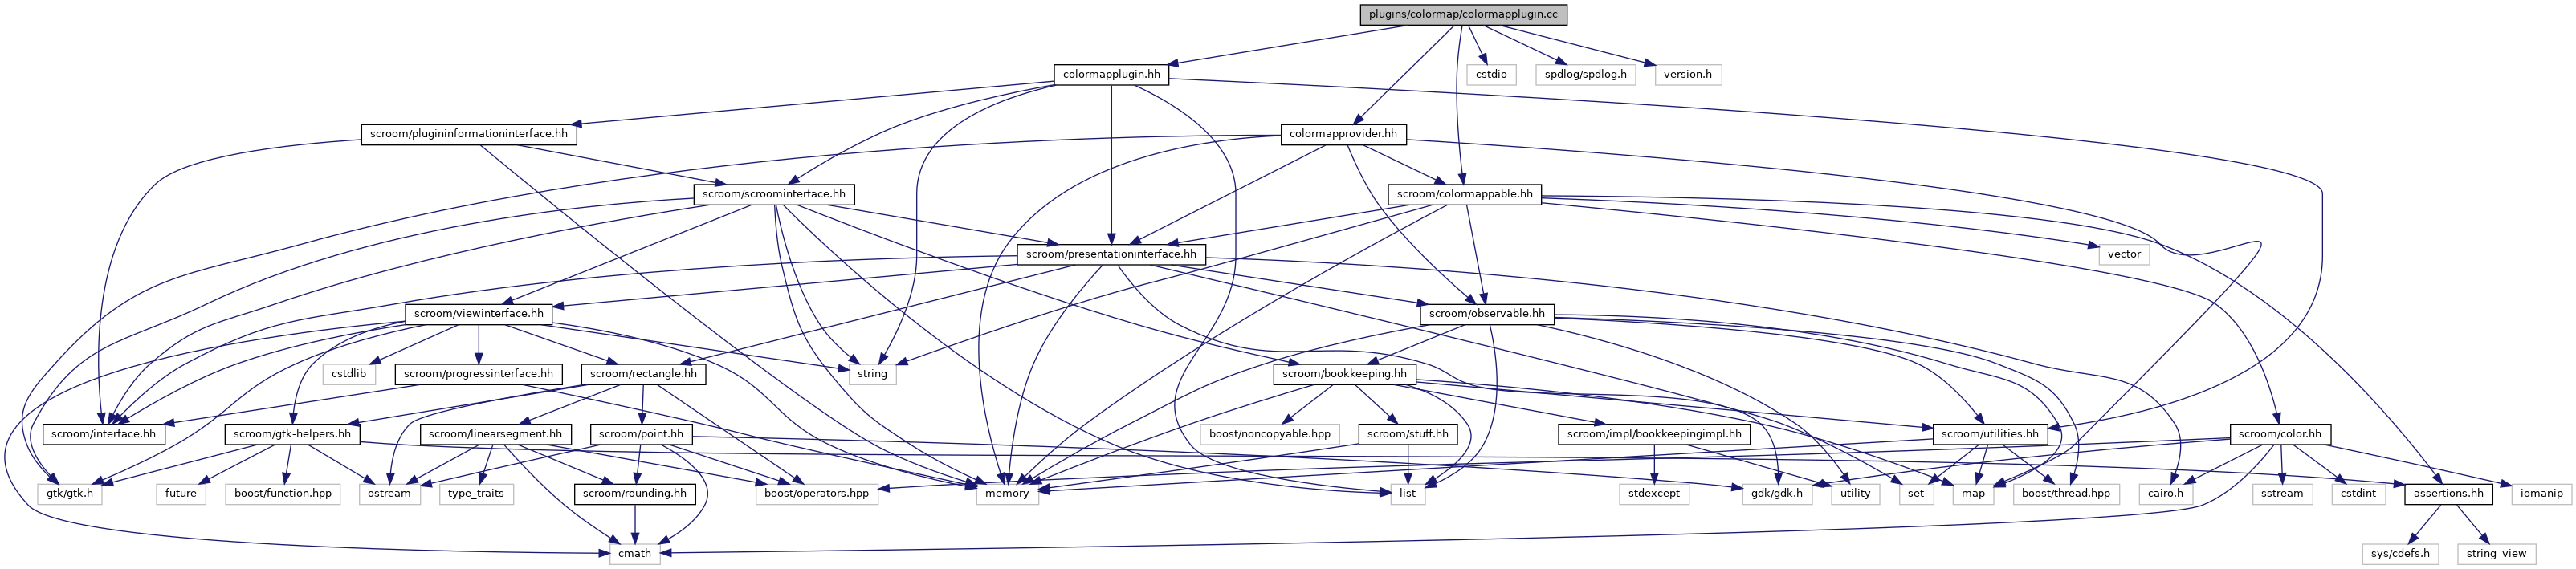 plugins/colormap/colormapplugin.cc
colormapplugin.hh
cstdio
spdlog/spdlog.h
version.h
scroom/plugininformationinterface.hh
colormapprovider.hh
scroom/scroominterface.hh
scroom/colormappable.hh
scroom/presentationinterface.hh
vector
scroom/viewinterface.hh
scroom/observable.hh
cstdlib
scroom/progressinterface.hh
scroom/rectangle.hh
string
scroom/bookkeeping.hh
scroom/interface.hh
scroom/gtk-helpers.hh
scroom/linearsegment.hh
scroom/point.hh
boost/noncopyable.hpp
scroom/stuff.hh
scroom/impl/bookkeepingimpl.hh
scroom/utilities.hh
scroom/color.hh
gtk/gtk.h
future
boost/function.hpp
ostream
type_traits
scroom/rounding.hh
boost/operators.hpp
memory
list
stdexcept
gdk/gdk.h
utility
set
map
boost/thread.hpp
cairo.h
sstream
cstdint
assertions.hh
iomanip
cmath
sys/cdefs.h
string_view